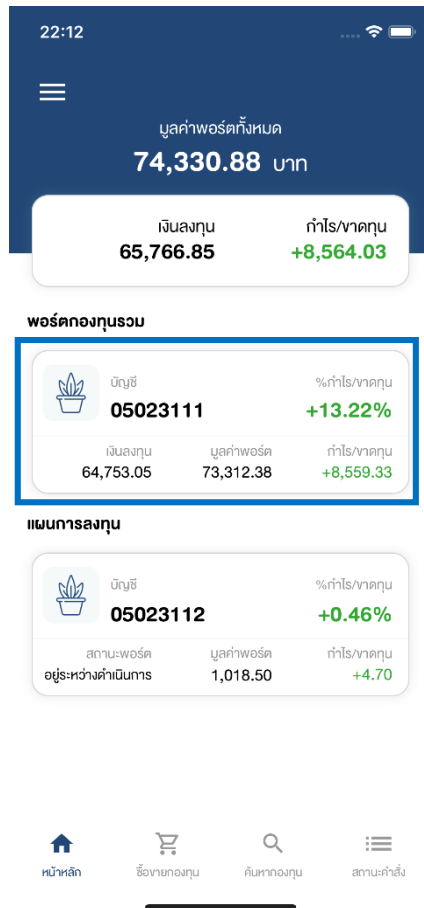 22:12
มูลค่าพอร์ตทั้งหมด
74,330.88 บาท
เงินลงทุน กำไร/ขาดทุน
65,766.85 +8,564.03
พอร์ตกองทุนรวม
บัญชี %กำไร/ขาดทุน
05023111 +13.22%
เงินลงทุน มูลค่าพอร์ต กำไร/ขาดทุน
64,753.05 73,312.38 +8,559.33
แผนการลงทุน
บัญชี %กำไร/ขาดทุน
05023112 +0.46%
สถานะพอร์ต มูลค่าพอร์ต กำไร/ขาดทุน
อยู่ระหว่างดำเนินการ 1,018.50 +4.70
หน้าหลัก ซื้อขายกองทุน ค้นหากองทุน สถานะคำสั่ง